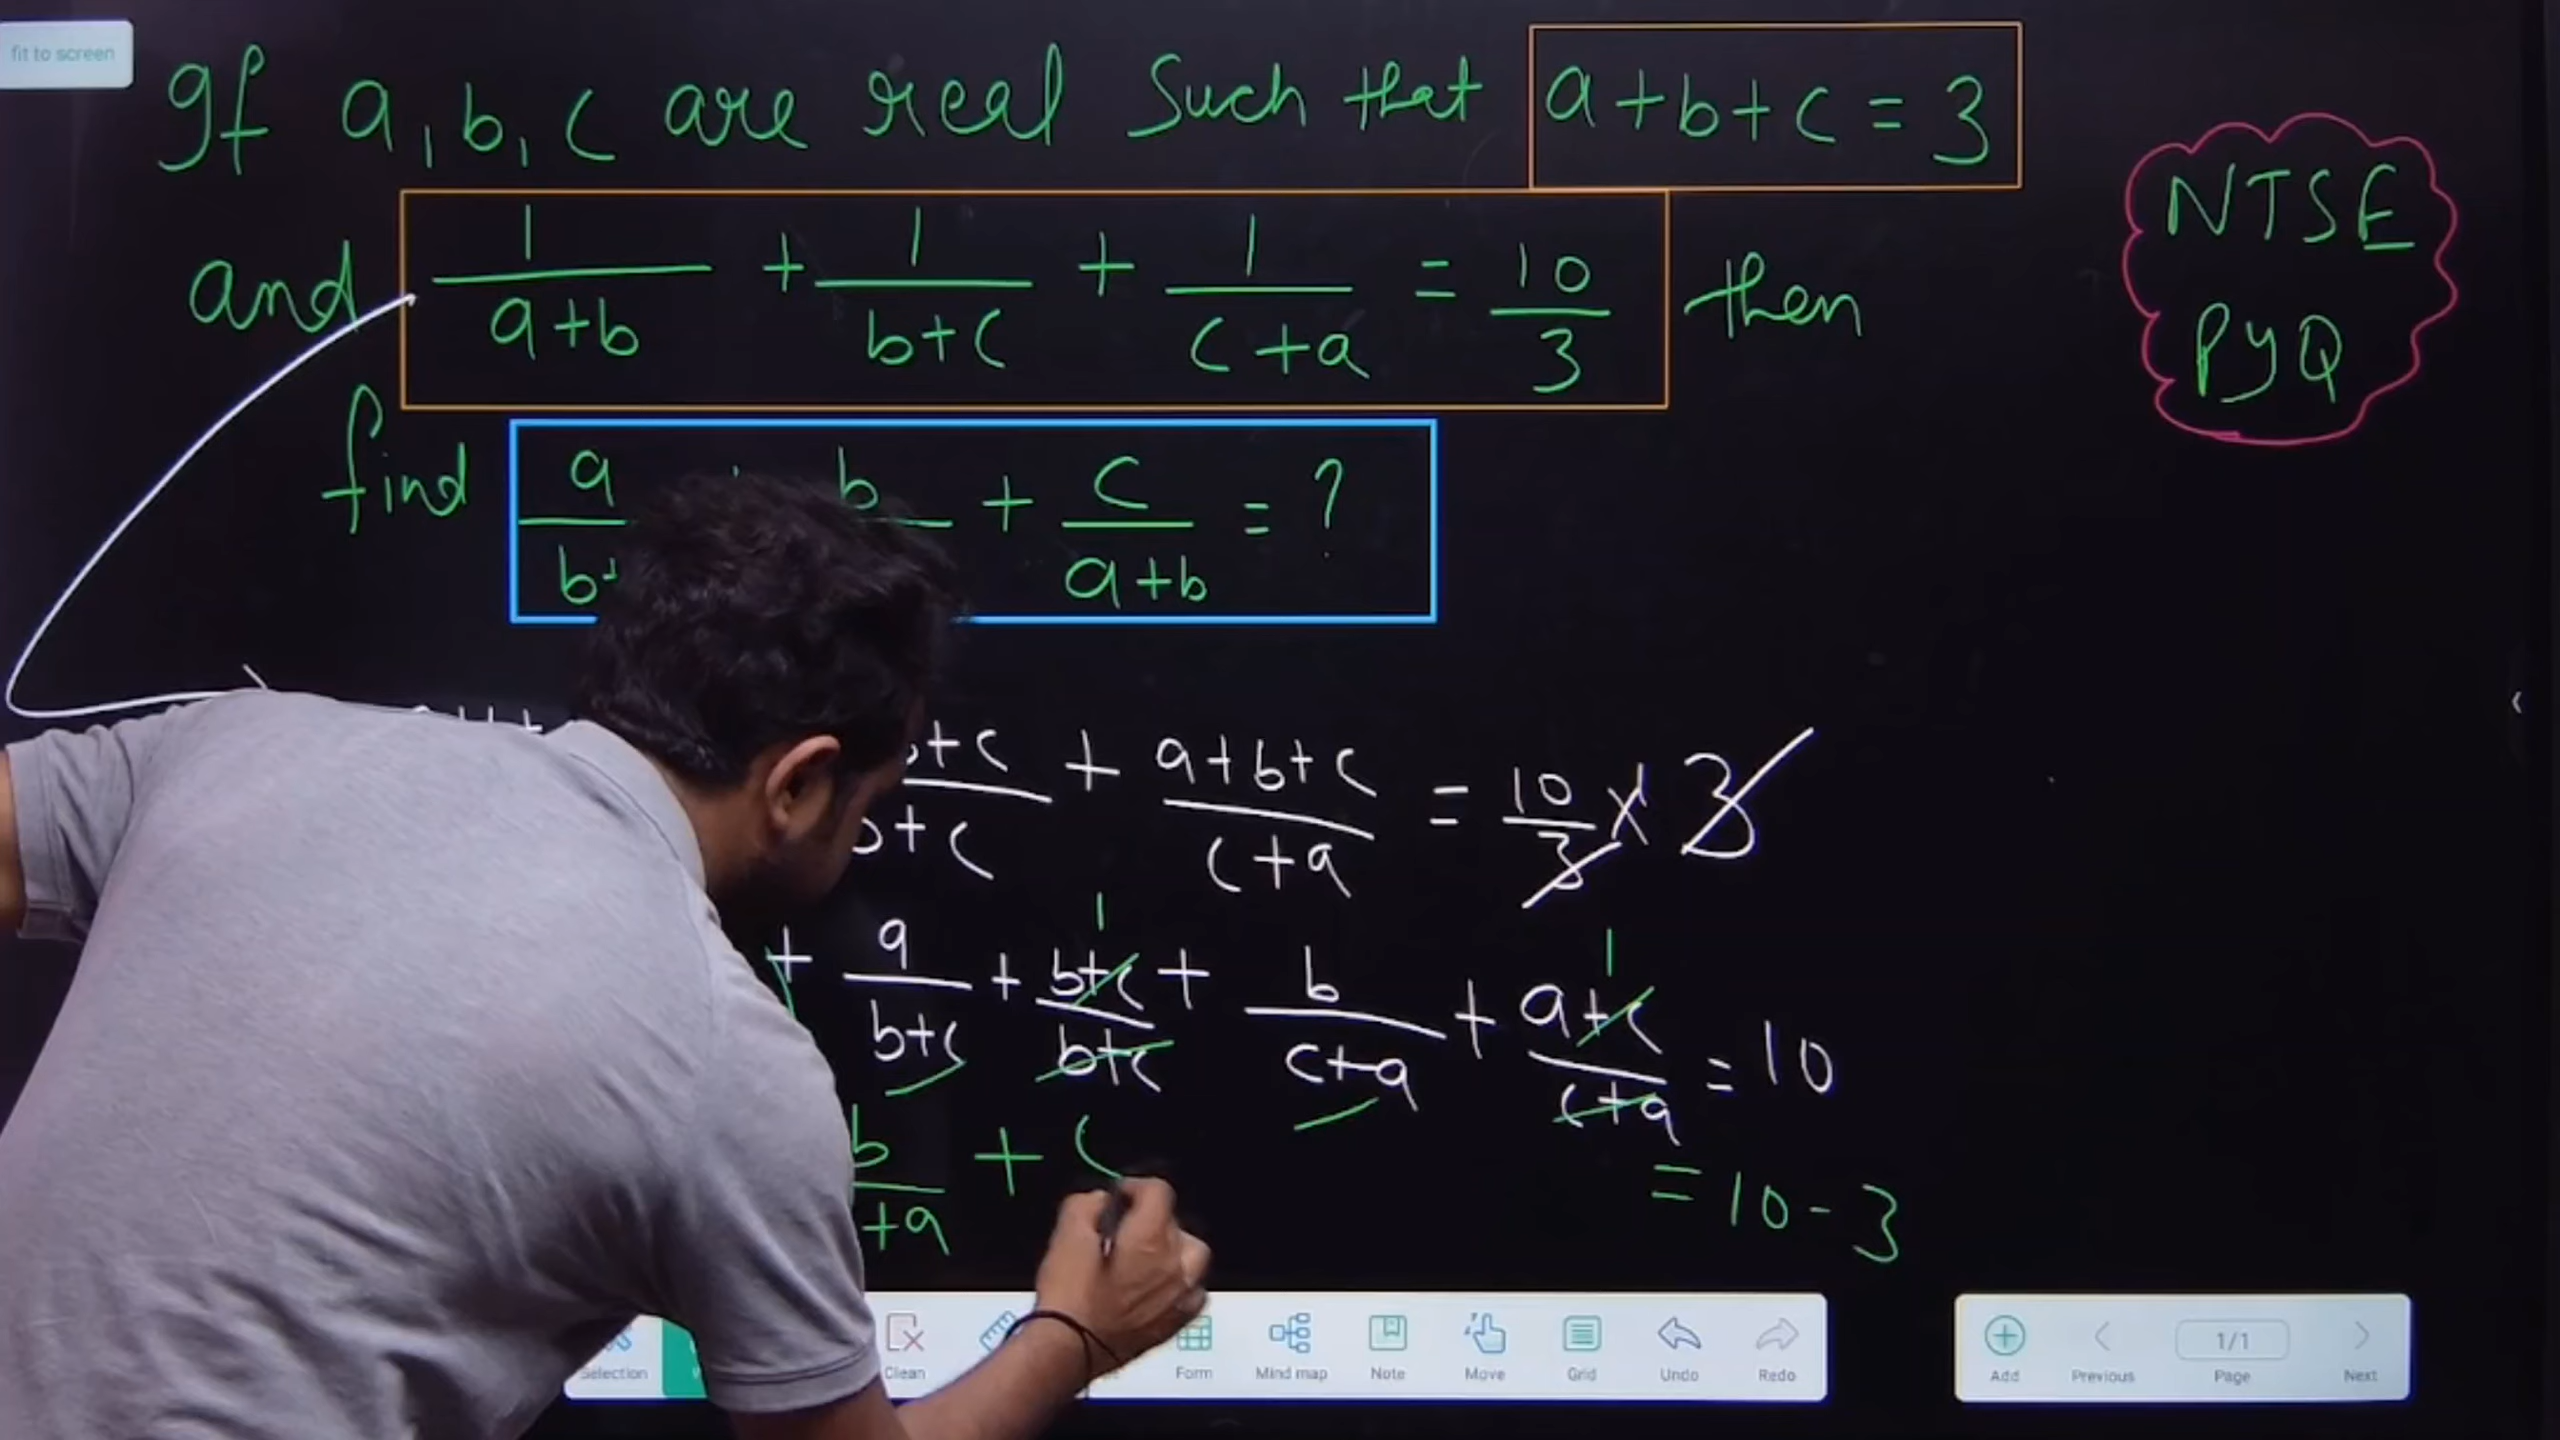 fit to screen
If a, b, c are real such that a+b+c = 3
and 1/(a+b) + 1/(b+c) + 1/(c+a) = 10/3 then
NTSE
PYQ
find a/b+ b + c/(a+b) = ?
+c/+c + (a+b+c)/(c+a) = 10/3 × 3
+ a/(b+c) + (b+c)/(b+c) 1 + b/(c+a) + (a+c)/(c+a) 1 = 10
b/+a + c = 10 - 3
Selection Clean Form Mind map Note Move Grid Undo Redo
Add Previous 1/1 Page Next